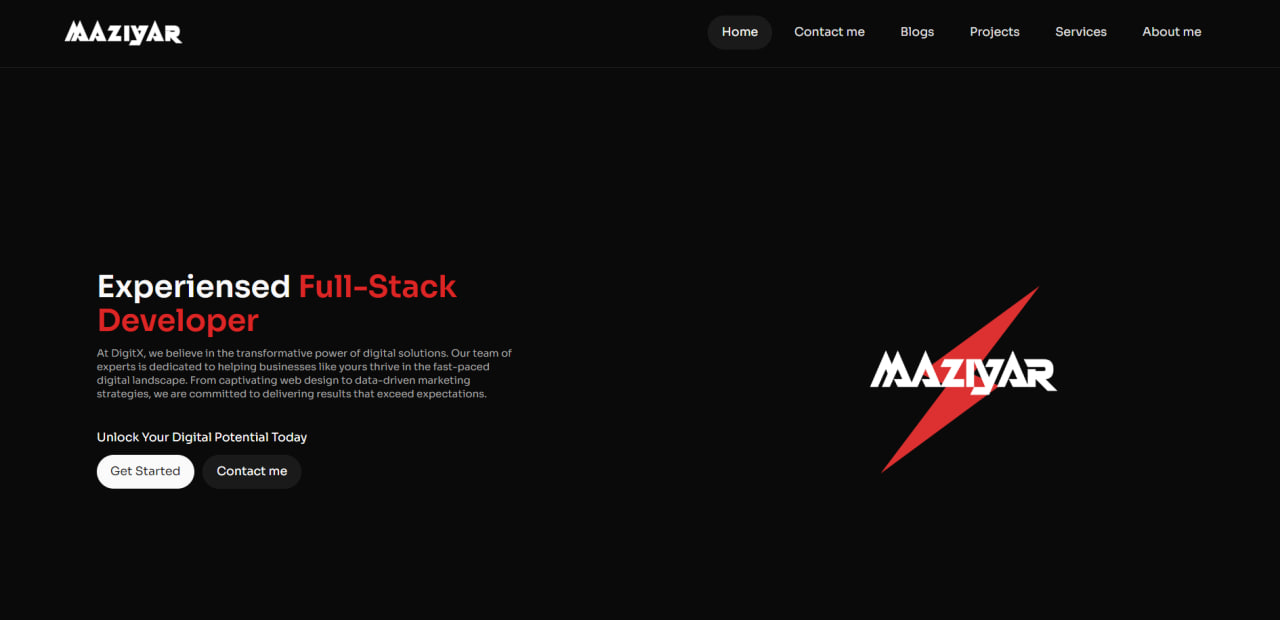 MAZIYAR
Home Contact me Blogs Projects Services About me
Experiensed Full-Stack
Developer
At DigitX, we believe in the transformative power of digital solutions. Our team of
experts is dedicated to helping businesses like yours thrive in the fast-paced
digital landscape. From captivating web design to data-driven marketing
strategies, we are committed to delivering results that exceed expectations.
MAZIYAR
Unlock Your Digital Potential Today
Get Started Contact me